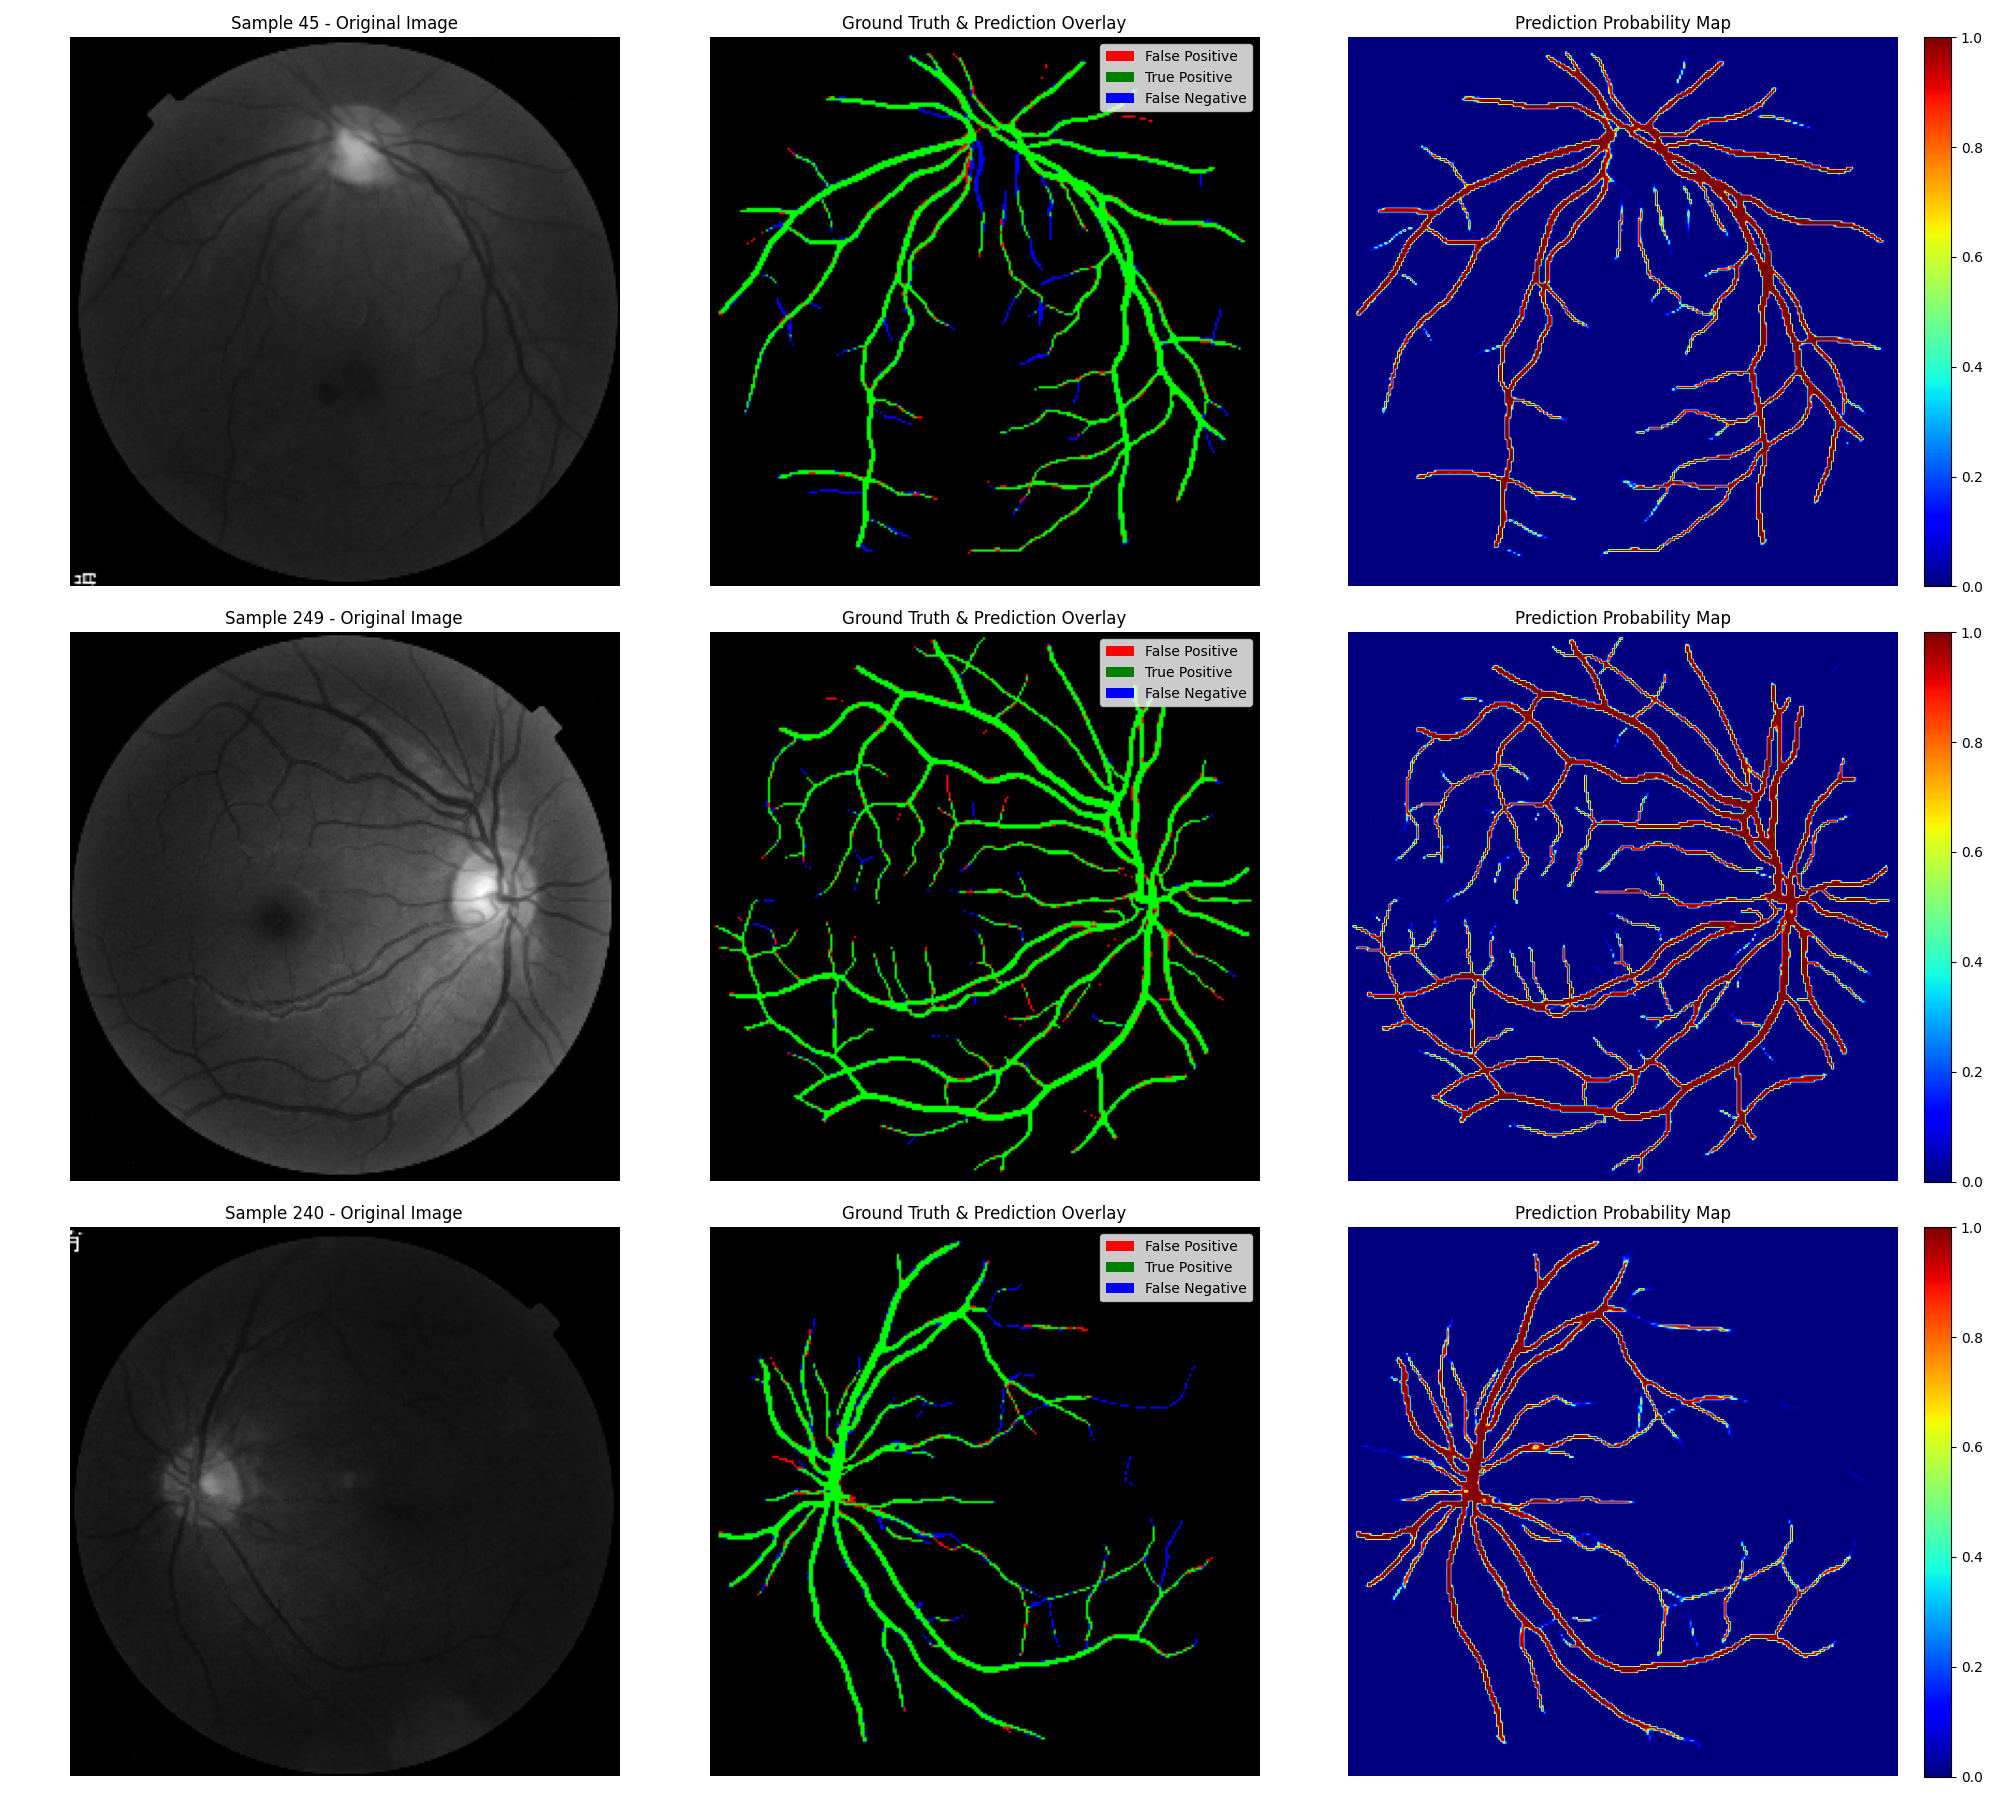 Sample 45 - Original Image
Ground Truth & Prediction Overlay
Prediction Probability Map
False Positive
True Positive
False Negative
1.0
0.8
0.6
0.4
0.2
0.0
Sample 249 - Original Image
Ground Truth & Prediction Overlay
Prediction Probability Map
False Positive
True Positive
False Negative
1.0
0.8
0.6
0.4
0.2
0.0
Sample 240 - Original Image
Ground Truth & Prediction Overlay
Prediction Probability Map
False Positive
True Positive
False Negative
1.0
0.8
0.6
0.4
0.2
0.0